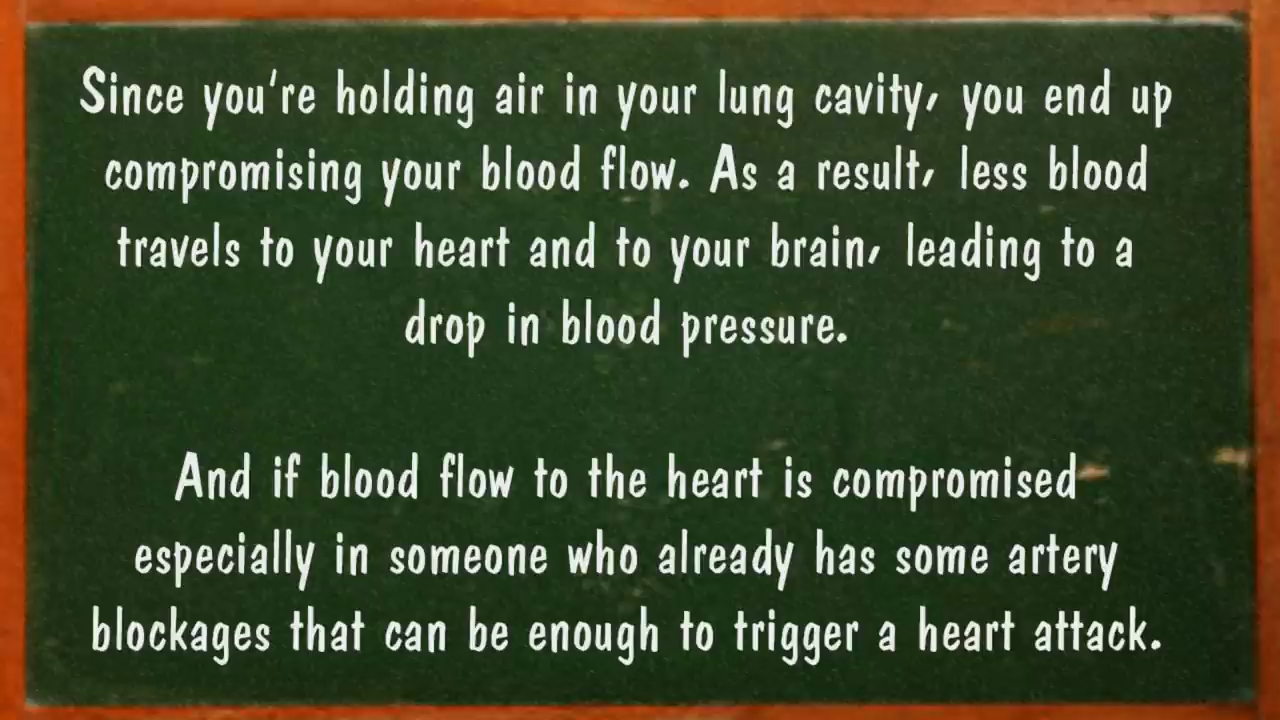 Since you're holding air in your lung cavity, you end up
compromising your blood flow. As a result, less blood
travels to your heart and to your brain, leading to a
drop in blood pressure.
And if blood flow to the heart is compromised
especially in someone who already has some artery
blockages that can be enough to trigger a heart attack.